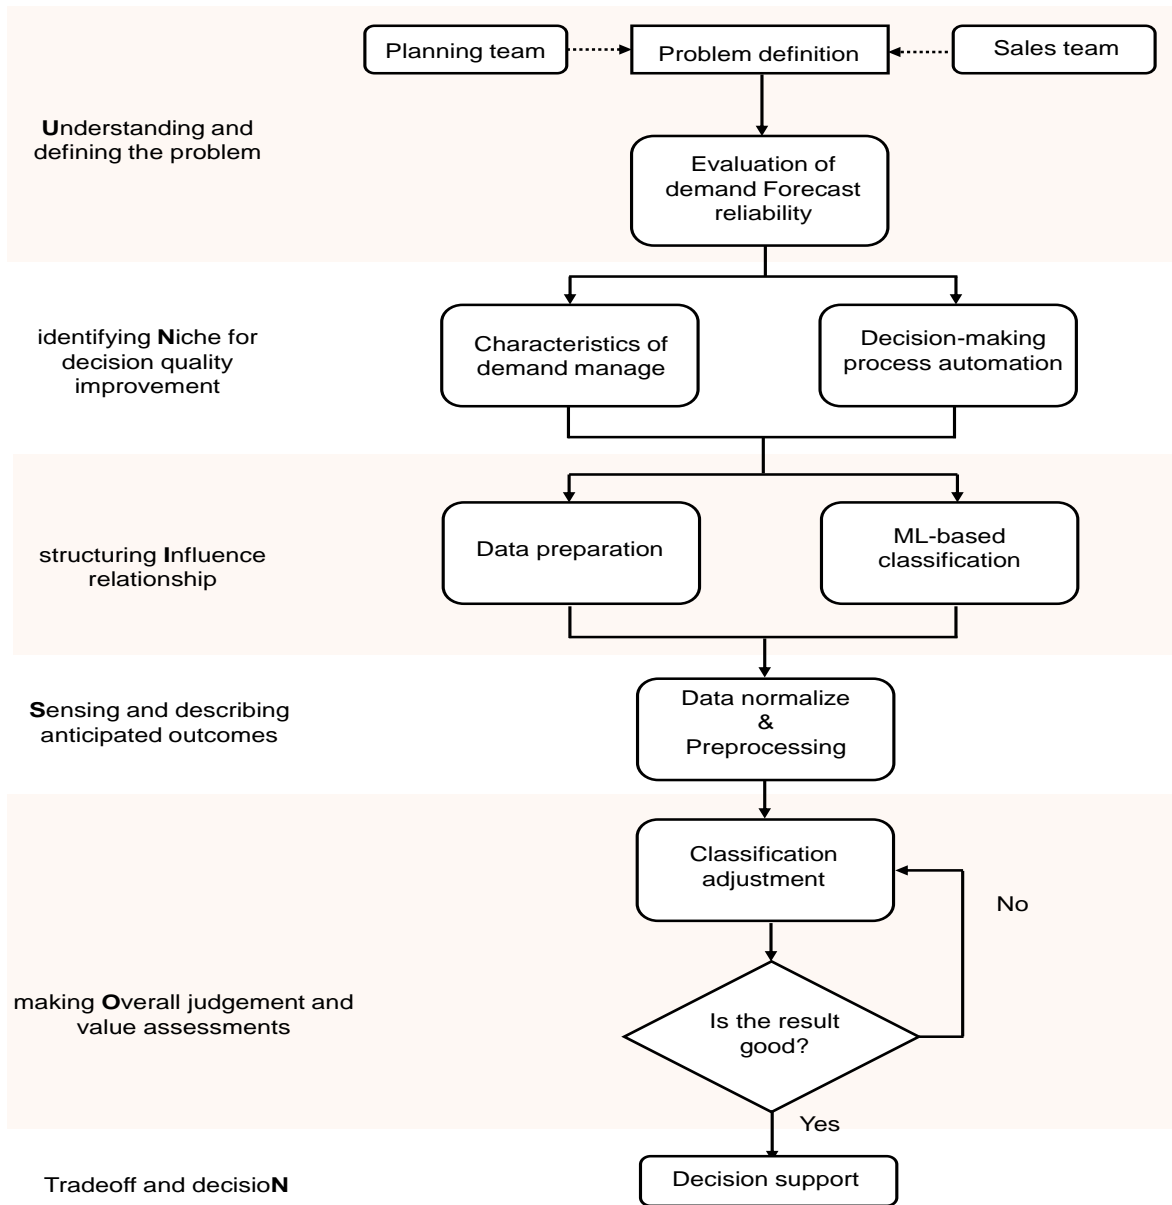 Planning team
Problem definition
Sales team
Understanding and
defining the problem
Evaluation of
demand Forecast
reliability
identifying Niche for
decision quality
improvement
Characteristics of
demand manage
Decision-making
process automation
structuring Influence
relationship
Data preparation
ML-based
classification
Sensing and describing
anticipated outcomes
Data normalize
&
Preprocessing
Classification
adjustment
No
making Overall judgement and
value assessments
Is the result
good?
Yes
Tradeoff and decisioN
Decision support